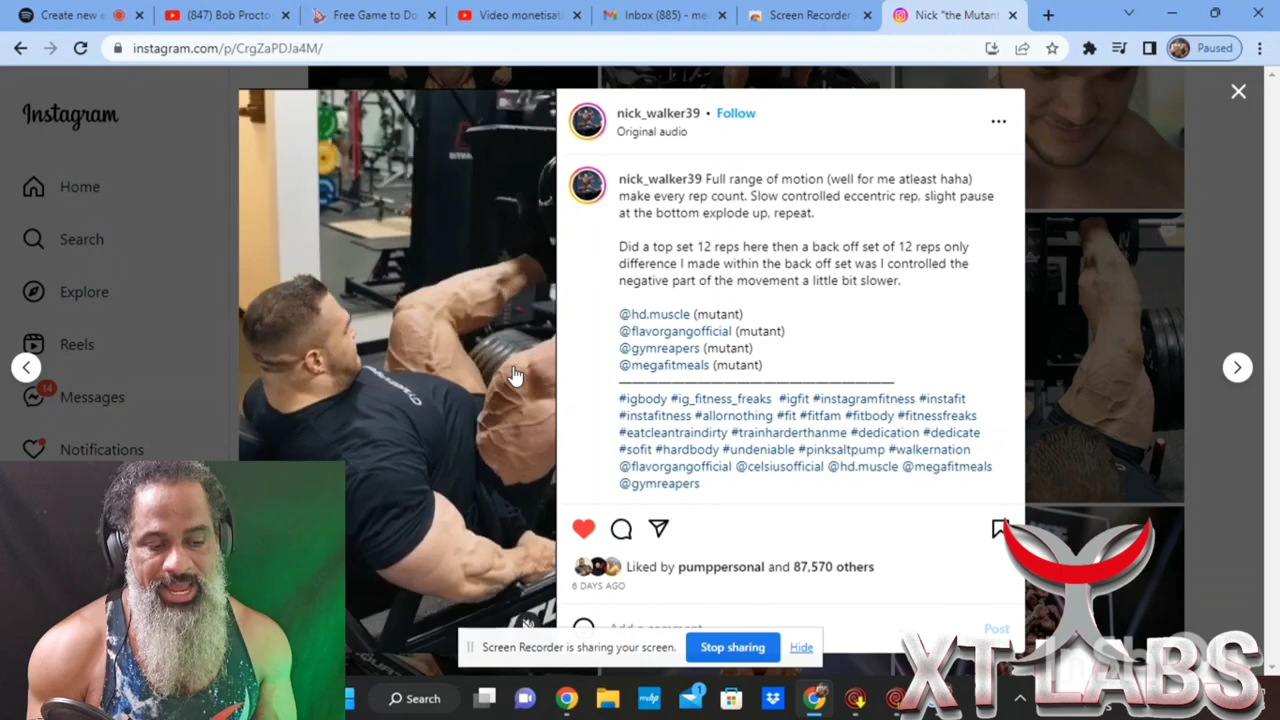 Create new e
(847) Bob Procto
Free Game to Do
Video monetisat
Inbox (885) - me
Screen Recorder
Nick "the Mutant
instagram.com/p/CrgZaPDJa4M/
Paused
Instagram
Home
Search
Explore
Reels
14
Messages
Notifications
nick_walker39 • Follow
Original audio
nick_walker39 Full range of motion (well for me atleast haha)
make every rep count. Slow controlled eccentric rep, slight pause
at the bottom explode up, repeat.
Did a top set 12 reps here then a back off set of 12 reps only
difference I made within the back off set was I controlled the
negative part of the movement a little bit slower.
@hd.muscle (mutant)
@flavorgangofficial (mutant)
@gymreapers (mutant)
@megafitmeals (mutant)
#igbody #ig_fitness_freaks #igfit #instagramfitness #instafit
#instafitness #allornothing #fit #fitfam #fitbody #fitnessfreaks
#eatcleantraindirty #trainharderthanme #dedication #dedicate
#sofit #hardbody #undeniable #pinksaltpump #walkernation
@flavorgangofficial @celsiusofficial @hd.muscle @megafitmeals
@gymreapers
Liked by pumppersonal and 87,570 others
6 DAYS AGO
Post
Screen Recorder is sharing your screen.
Stop sharing
Hide
XT LABS
Search